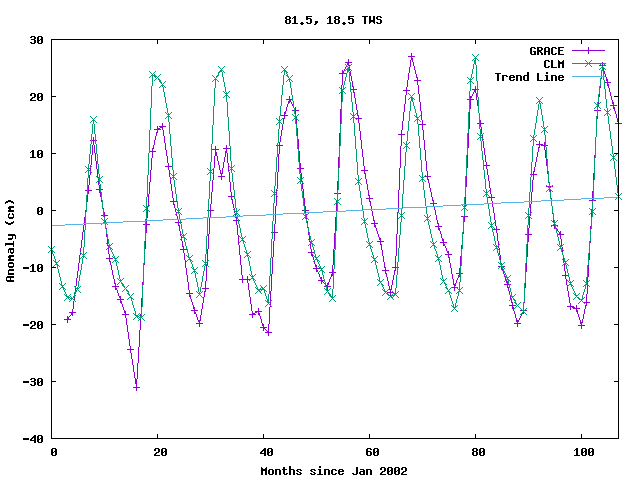 81.5, 18.5 TWS
GRACE
CLM
Trend Line
30
20
10
0
-10
-20
-30
-40
Anomaly (cm)
0 20 40 60 80 100
Months since Jan 2002